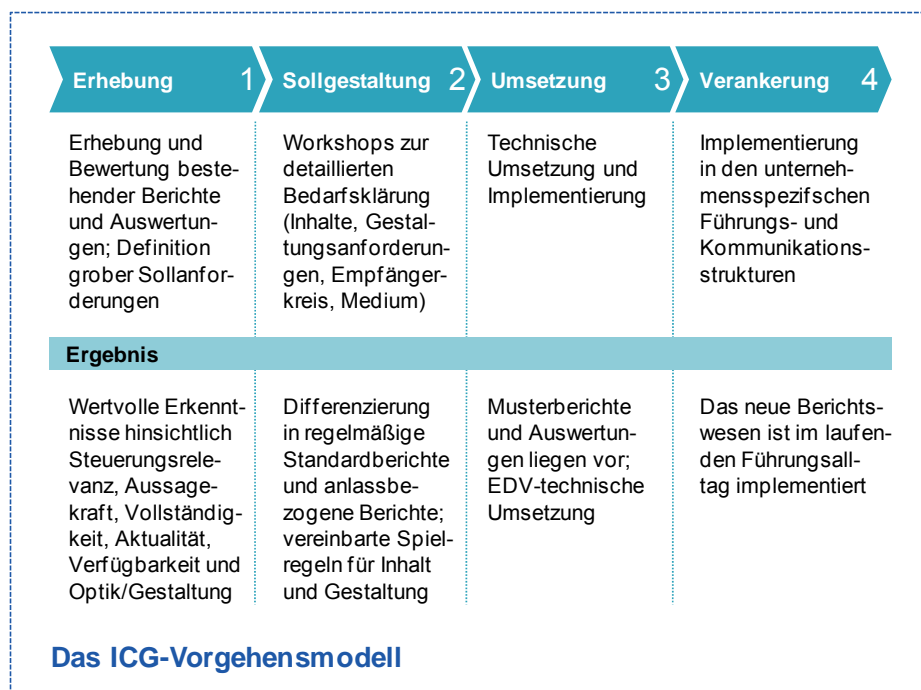 Erhebung 1
Sollgestaltung 2
Umsetzung 3
Verankerung 4
Erhebung und
Bewertung beste-
hender Berichte
und Auswertun-
gen; Definition
grober Sollanfor-
derungen
Workshops zur
detaillierten
Bedarfsklärung
(Inhalte, Gestal-
tungsanforderun-
gen, Empfänger-
kreis, Medium)
Technische
Umsetzung und
Implementierung
Implementierung
in den unterneh-
mensspezifschen
Führungs- und
Kommunikations-
strukturen
Ergebnis
Wertvolle Erkennt-
nisse hinsichtlich
Steuerungsrele-
vanz, Aussage-
kraft, Vollständig-
keit, Aktualität,
Verfügbarkeit und
Optik/Gestaltung
Differenzierung
in regelmäßige
Standardberichte
und anlassbe-
zogene Berichte;
vereinbarte Spiel-
regeln für Inhalt
und Gestaltung
Musterberichte
und Auswertun-
gen liegen vor;
EDV-technische
Umsetzung
Das neue Berichts-
wesen ist im laufen-
den Führungsall-
tag implementiert
Das ICG-Vorgehensmodell